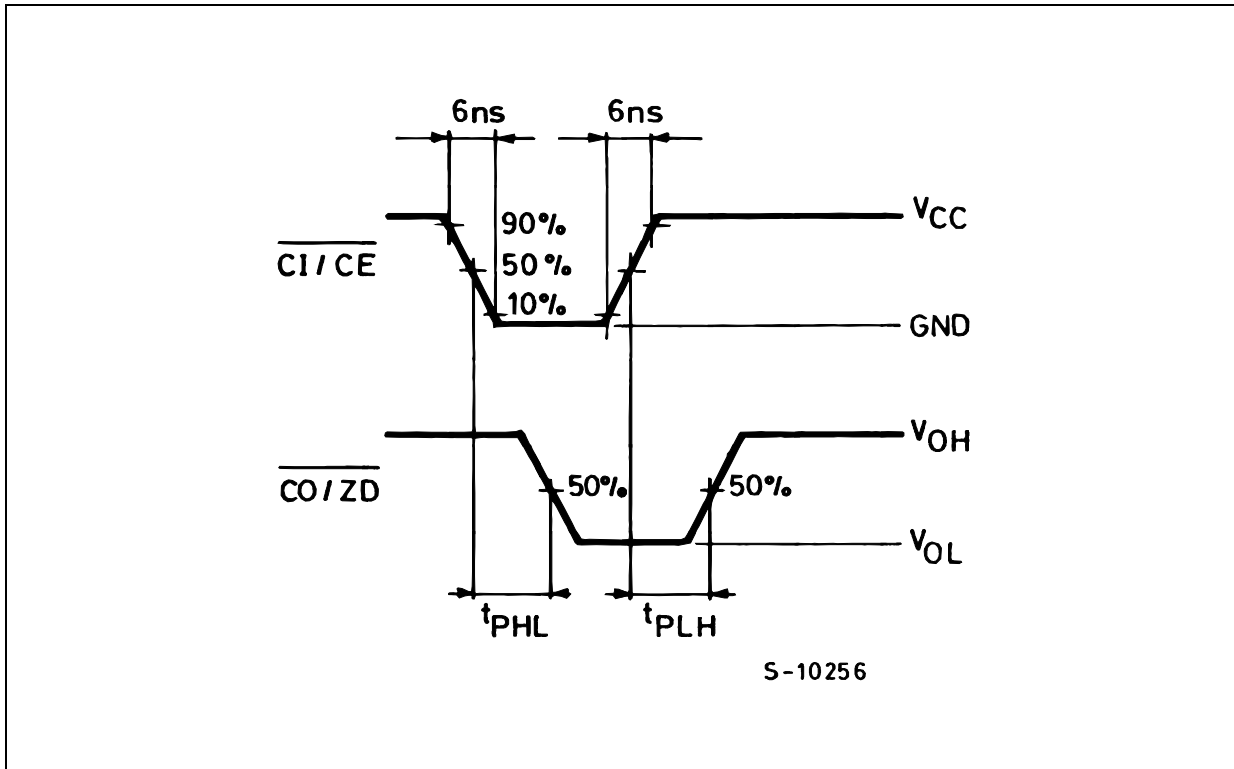 6ns 6ns
90%
VCC
CI/CE
50%
10%
GND
VOH
CO/ZD
50% 50%
VOL
tPHL tPLH
S-10256